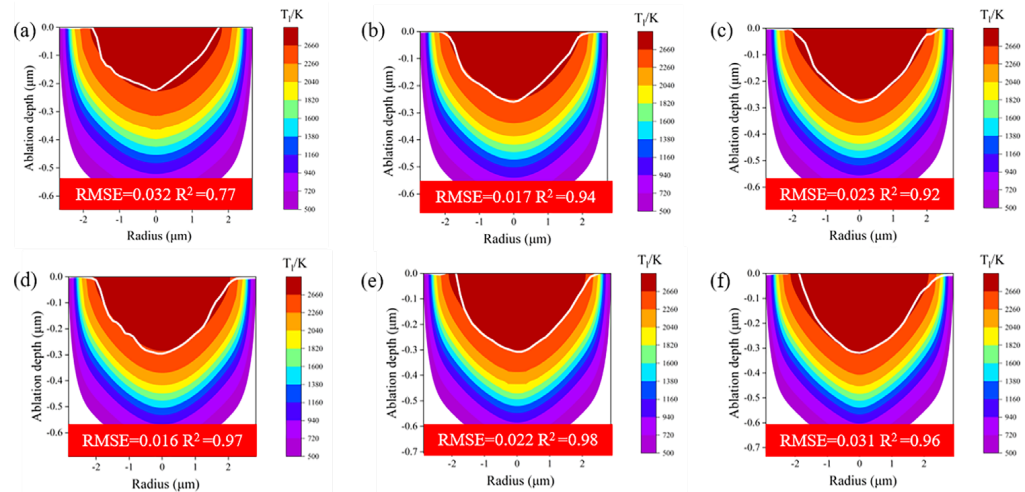 (a)
T_l/K
Ablation depth (μm)
0.0
-0.1
-0.2
-0.3
-0.4
-0.5
-0.6
RMSE=0.032 R²=0.77
-2 -1 0 1 2
Radius (μm)
2660
2260
2040
1820
1600
1380
1160
940
720
500
(b)
T_l/K
Ablation depth (μm)
0.0
-0.1
-0.2
-0.3
-0.4
-0.5
-0.6
RMSE=0.017 R²=0.94
-2 -1 0 1 2
Radius (μm)
2660
2260
2040
1820
1600
1380
1160
940
720
500
(c)
T_l/K
Ablation depth (μm)
0.0
-0.1
-0.2
-0.3
-0.4
-0.5
-0.6
RMSE=0.023 R²=0.92
-2 -1 0 1 2
Radius (μm)
2660
2260
2040
1820
1600
1380
1160
940
720
500
(d)
T_l/K
Ablation depth (μm)
0.0
-0.1
-0.2
-0.3
-0.4
-0.5
-0.6
RMSE=0.016 R²=0.97
-2 -1 0 1 2
Radius (μm)
2660
2260
2040
1820
1600
1380
1160
940
720
500
(e)
T_l/K
Ablation depth (μm)
0.0
-0.1
-0.2
-0.3
-0.4
-0.5
-0.6
-0.7
RMSE=0.022 R²=0.98
-2 -1 0 1 2
Radius (μm)
2660
2260
2040
1820
1600
1380
1160
940
720
500
(f)
T_l/K
Ablation depth (μm)
0.0
-0.1
-0.2
-0.3
-0.4
-0.5
-0.6
-0.7
RMSE=0.031 R²=0.96
-2 -1 0 1 2
Radius (μm)
2660
2260
2040
1820
1600
1380
1160
940
720
500